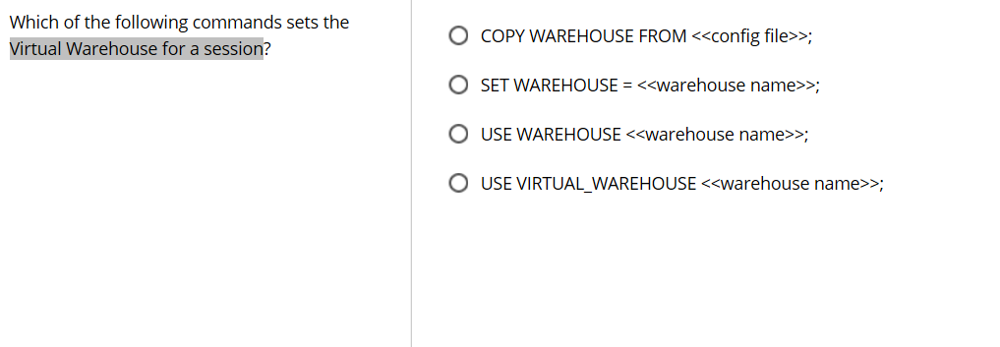 Which of the following commands sets the
Virtual Warehouse for a session?
COPY WAREHOUSE FROM <<config file>>;
SET WAREHOUSE = <<warehouse name>>;
USE WAREHOUSE <<warehouse name>>;
USE VIRTUAL_WAREHOUSE <<warehouse name>>;